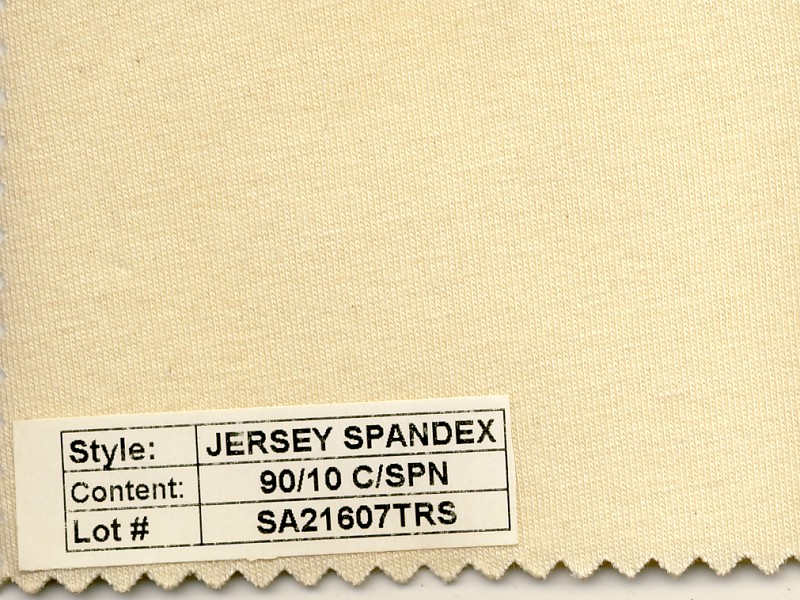 Style: JERSEY SPANDEX
Content: 90/10 C/SPN
Lot # SA21607TRS